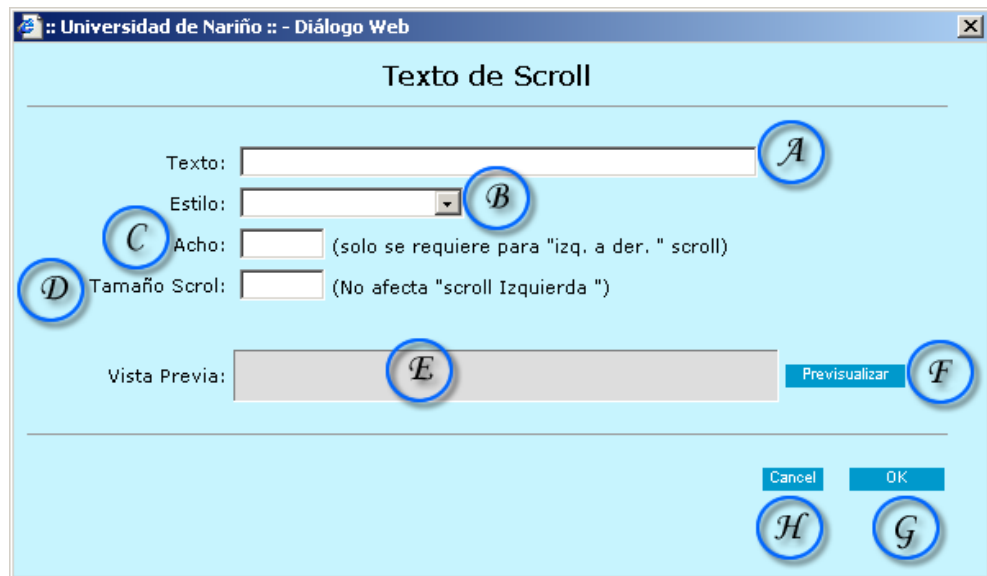 :: Universidad de Nariño :: - Diálogo Web
Texto de Scroll
Texto: A
Estilo: B
C Acho: (solo se requiere para "izq. a der. " scroll)
D Tamaño Scrol: (No afecta "scroll Izquierda ")
Vista Previa: E Previsualizar F
Cancel OK
H G